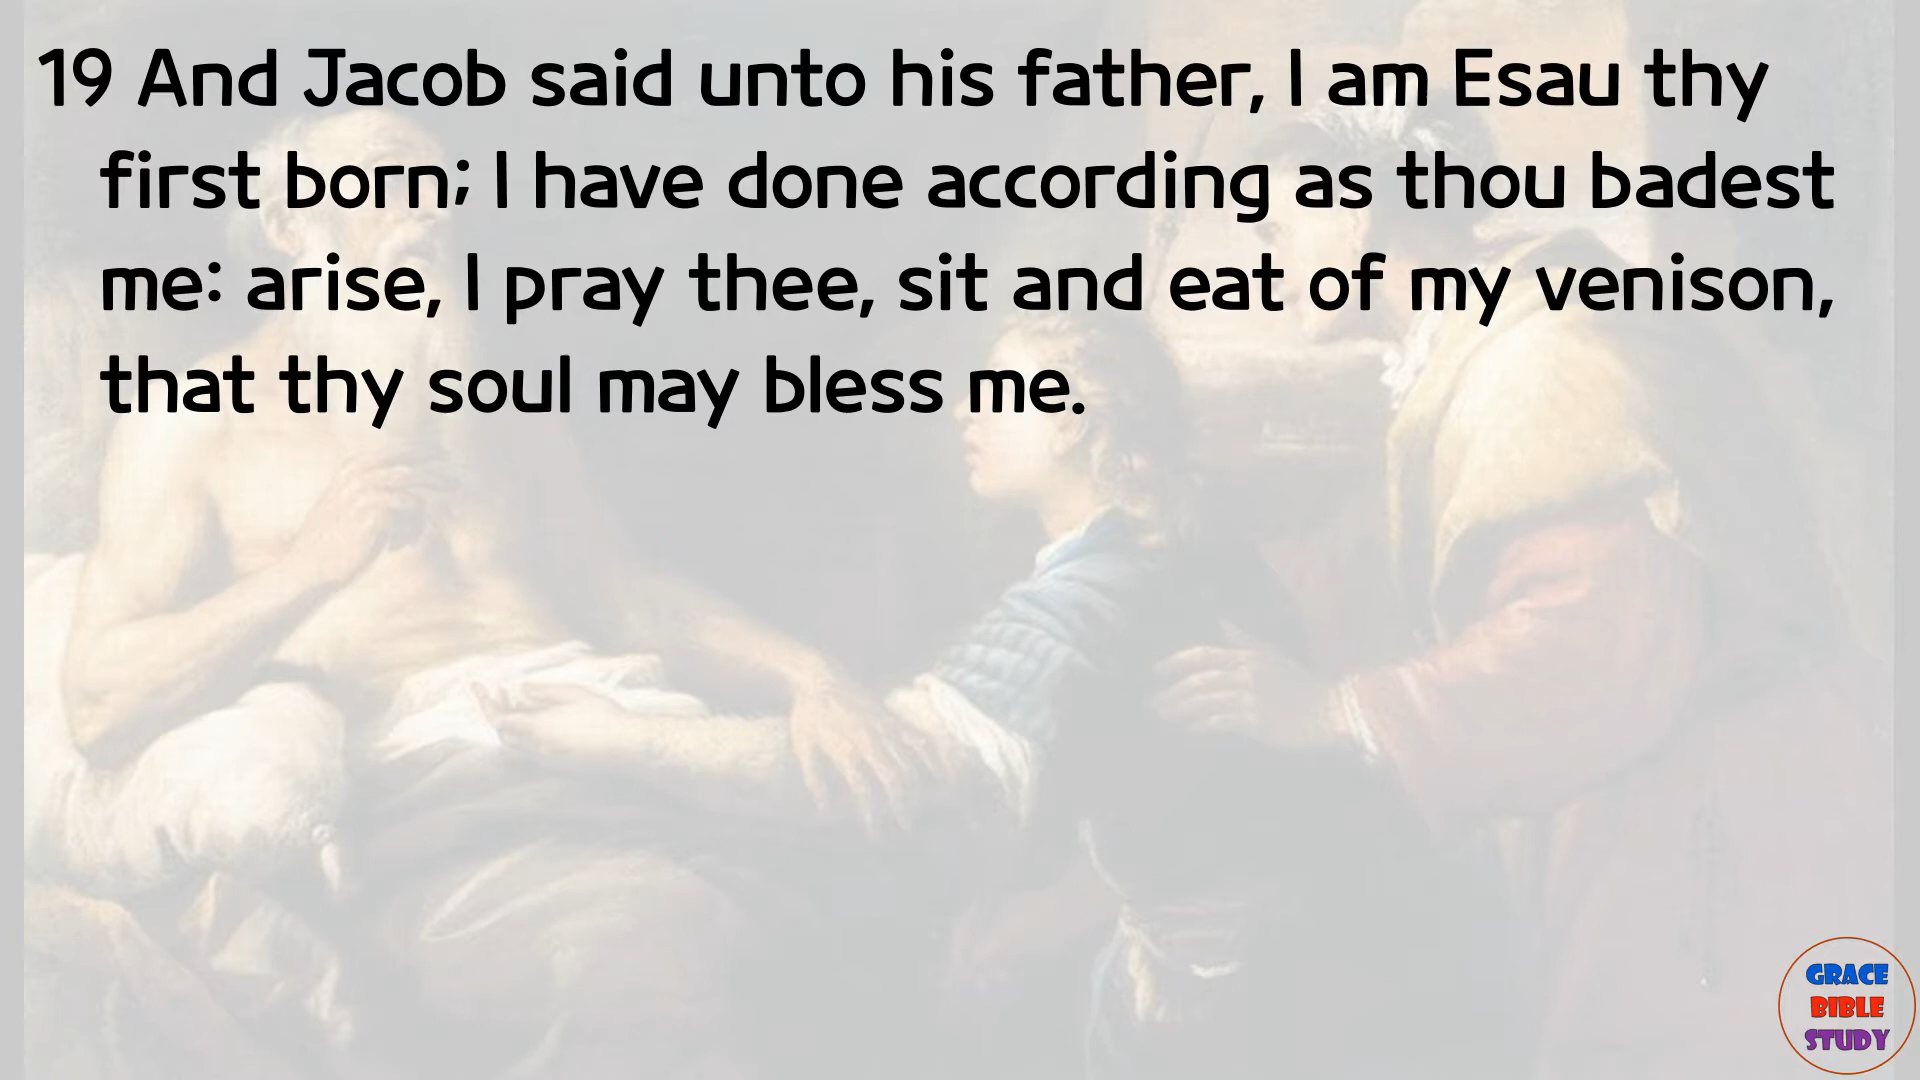 19 And Jacob said unto his father, I am Esau thy
first born; I have done according as thou badest
me: arise, I pray thee, sit and eat of my venison,
that thy soul may bless me.
GRACE
BIBLE
STUDY